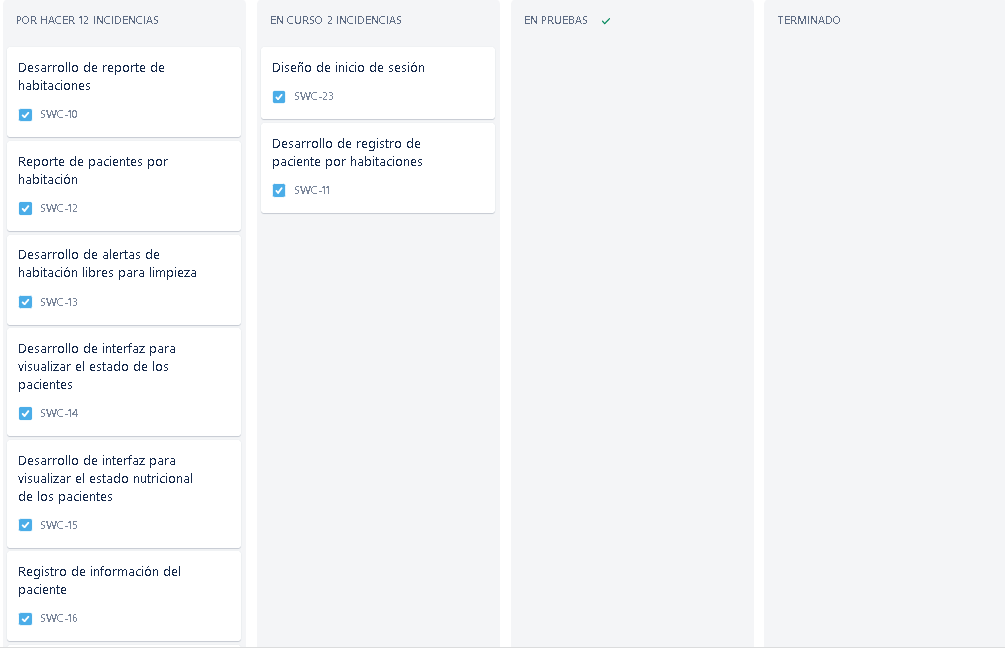 POR HACER 12 INCIDENCIAS
Desarrollo de reporte de
habitaciones
SWC-10
Reporte de pacientes por
habitación
SWC-12
Desarrollo de alertas de
habitación libres para limpieza
SWC-13
Desarrollo de interfaz para
visualizar el estado de los
pacientes
SWC-14
Desarrollo de interfaz para
visualizar el estado nutricional
de los pacientes
SWC-15
Registro de información del
paciente
SWC-16
EN CURSO 2 INCIDENCIAS
Diseño de inicio de sesión
SWC-23
Desarrollo de registro de
paciente por habitaciones
SWC-11
EN PRUEBAS
TERMINADO